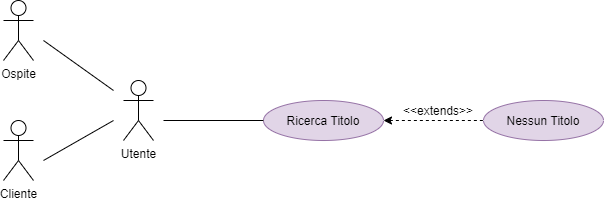 Ospite
Cliente
Utente
Ricerca Titolo
<<extends>>
Nessun Titolo